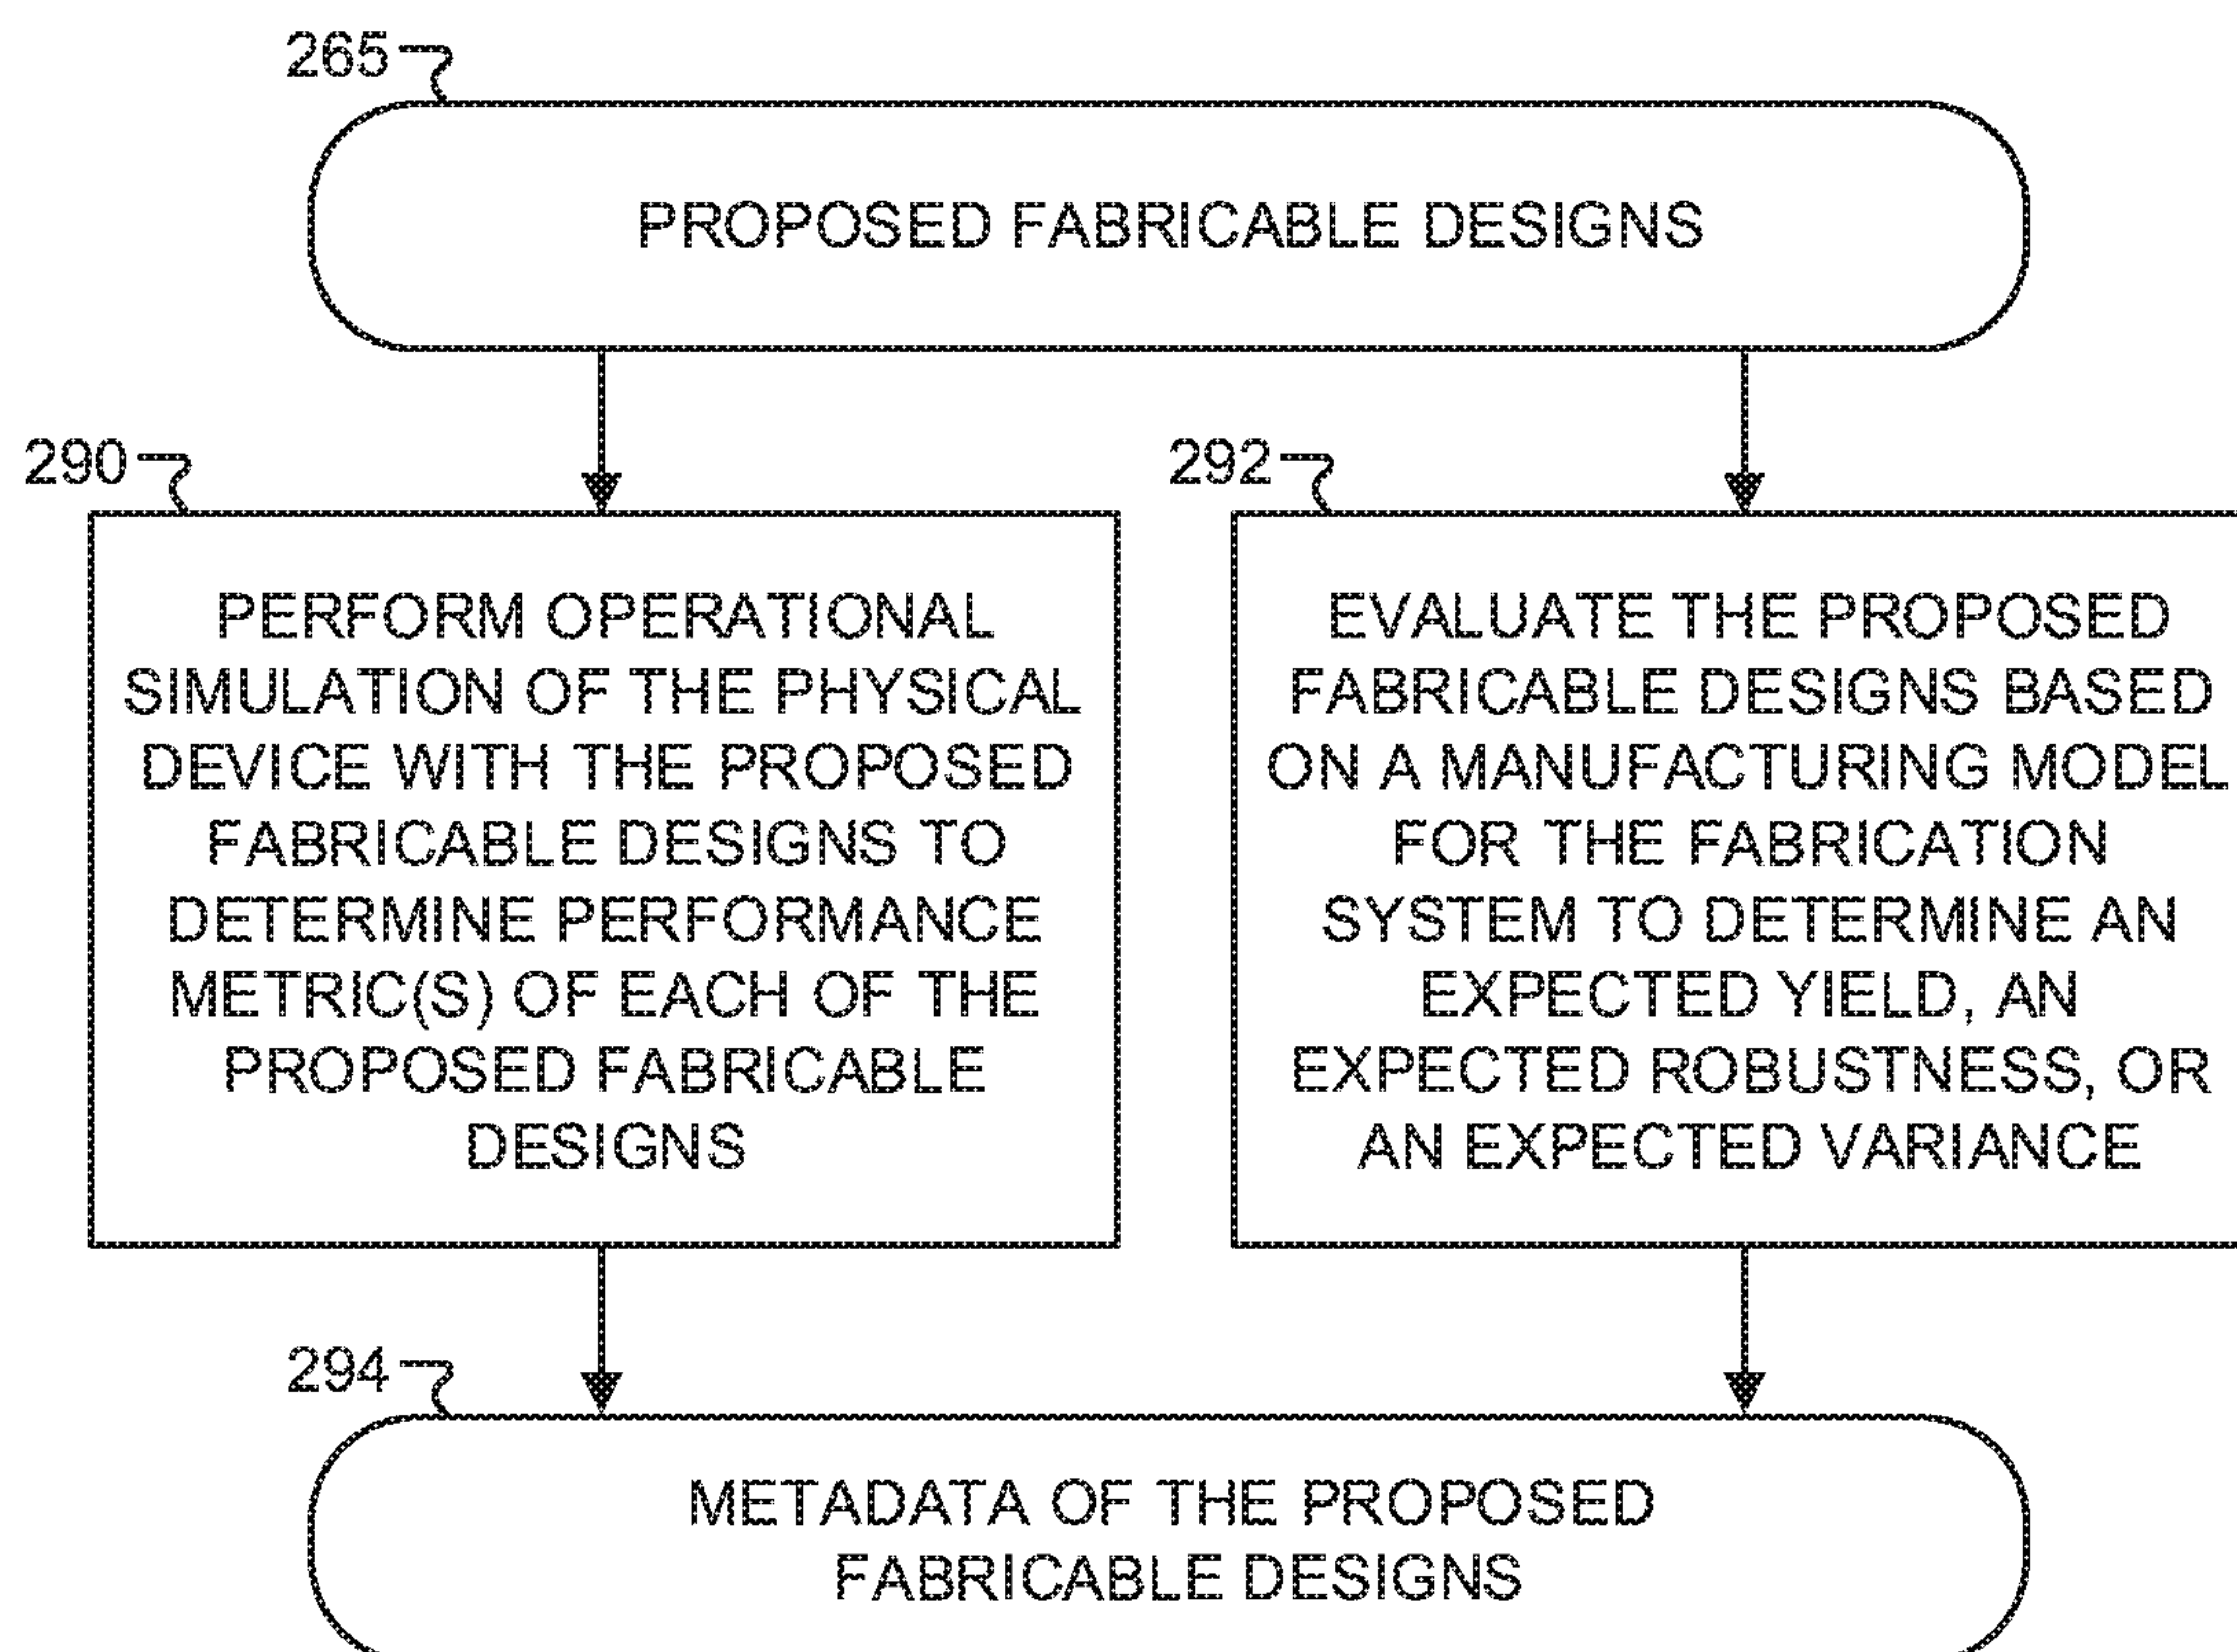 265
PROPOSED FABRICABLE DESIGNS
290
PERFORM OPERATIONAL
SIMULATION OF THE PHYSICAL
DEVICE WITH THE PROPOSED
FABRICABLE DESIGNS TO
DETERMINE PERFORMANCE
METRIC(S) OF EACH OF THE
PROPOSED FABRICABLE
DESIGNS
292
EVALUATE THE PROPOSED
FABRICABLE DESIGNS BASED
ON A MANUFACTURING MODEL
FOR THE FABRICATION
SYSTEM TO DETERMINE AN
EXPECTED YIELD, AN
EXPECTED ROBUSTNESS, OR
AN EXPECTED VARIANCE
294
METADATA OF THE PROPOSED
FABRICABLE DESIGNS